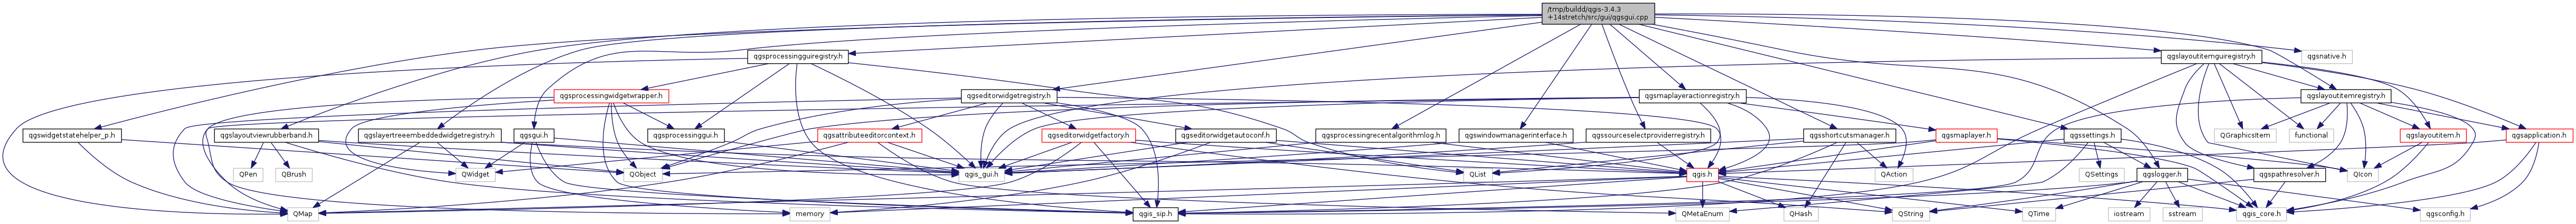 /tmp/buildd/qgis-3.4.3
+14stretch/src/gui/qgsgui.cpp
qgsprocessingguiregistry.h
qgslayoutitemguiregistry.h
qgsnative.h
qgsprocessingwidgetwrapper.h
qgseditorwidgetregistry.h
qgsmaplayeractionregistry.h
qgslayoutitemregistry.h
qgswidgetstatehelper_p.h
qgslayoutviewrubberband.h
qgslayertreeembeddedwidgetregistry.h
qgsgui.h
qgsprocessinggui.h
qgsattributeeditorcontext.h
qgseditorwidgetfactory.h
qgseditorwidgetautoconf.h
qgsprocessingrecentalgorithmlog.h
qgswindowmanagerinterface.h
qgssourceselectproviderregistry.h
qgsshortcutsmanager.h
qgsmaplayer.h
qgssettings.h
QGraphicsItem
functional
qgslayoutitem.h
qgsapplication.h
QPen
QBrush
QWidget
QObject
qgis_gui.h
QList
qgis.h
QAction
QSettings
qgslogger.h
qgspathresolver.h
QIcon
QMap
memory
qgis_sip.h
QMetaEnum
QHash
QString
QTime
iostream
sstream
qgis_core.h
qgsconfig.h